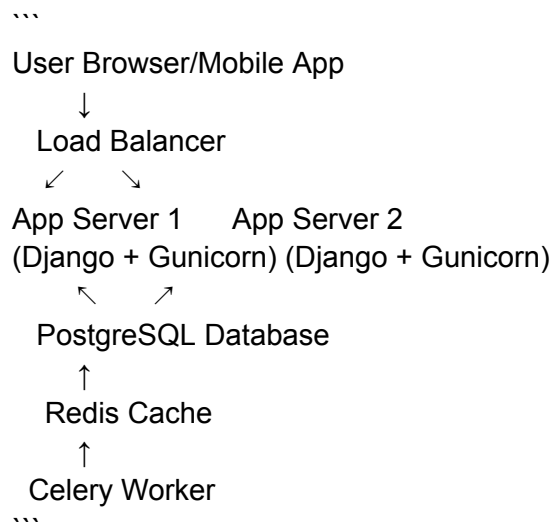 ```
User Browser/Mobile App
↓
Load Balancer
↙ ↘
App Server 1 App Server 2
(Django + Gunicorn) (Django + Gunicorn)
↖ ↗
PostgreSQL Database
↑
Redis Cache
↑
Celery Worker
```